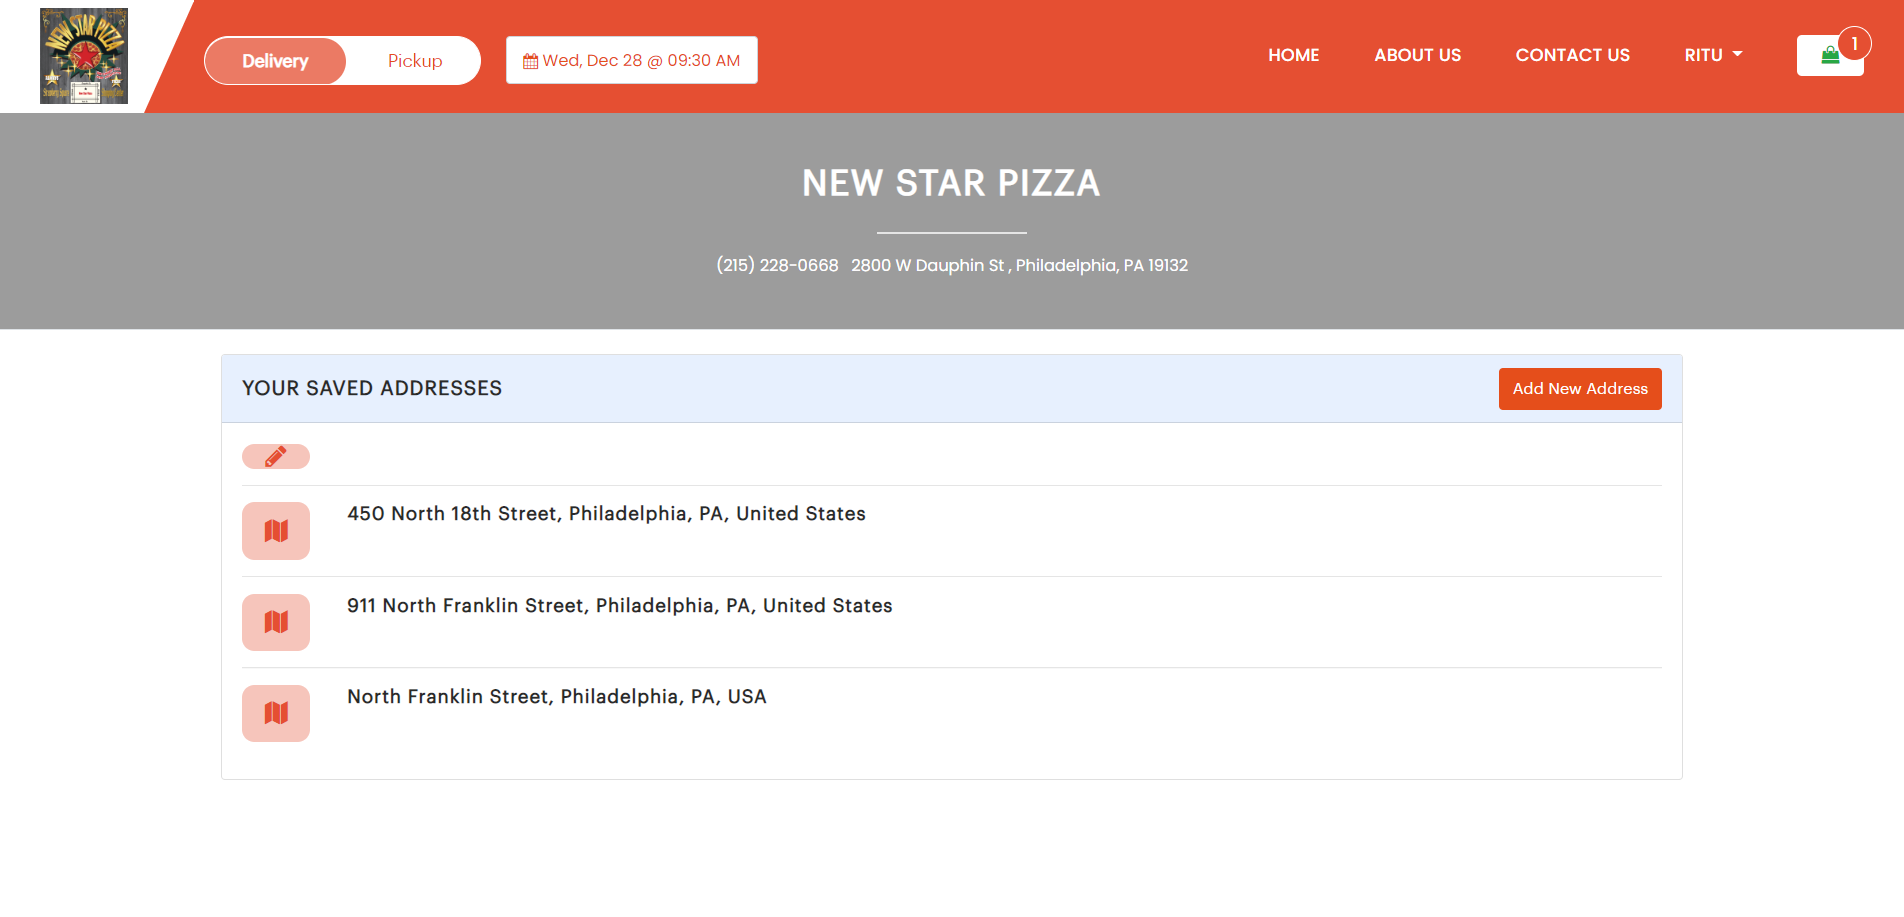 NEW STAR PIZZA
Delivery
Pickup
Wed, Dec 28 @ 09:30 AM
HOME
ABOUT US
CONTACT US
RITU
1
NEW STAR PIZZA
(215) 228-0668 2800 W Dauphin St , Philadelphia, PA 19132
YOUR SAVED ADDRESSES
Add New Address
450 North 18th Street, Philadelphia, PA, United States
911 North Franklin Street, Philadelphia, PA, United States
North Franklin Street, Philadelphia, PA, USA